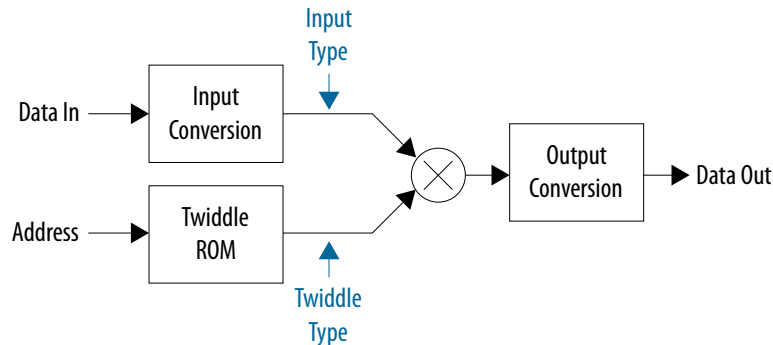 Input
Type
Data In
Input
Conversion
Output
Conversion
Data Out
Address
Twiddle
ROM
Twiddle
Type